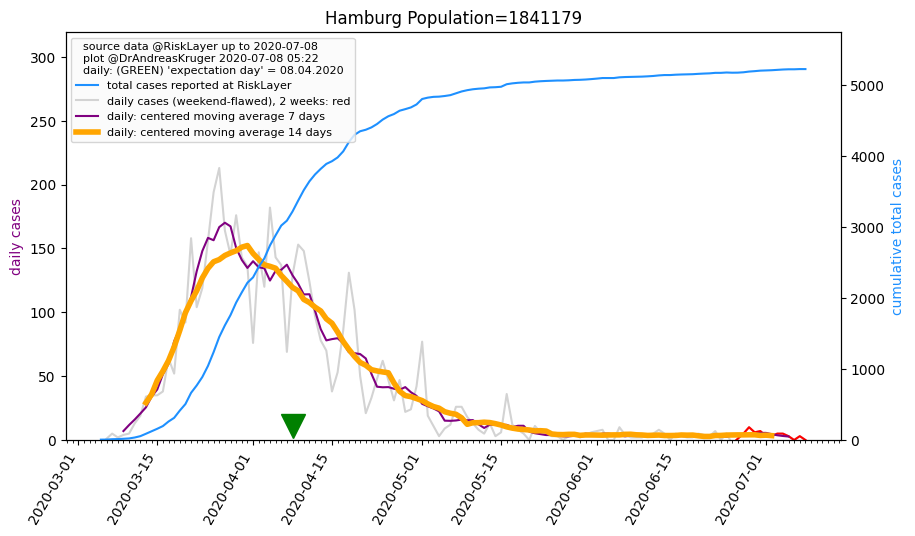 Hamburg Population=1841179
source data @RiskLayer up to 2020-07-08
plot @DrAndreasKruger 2020-07-08 05:22
daily: (GREEN) 'expectation day' = 08.04.2020
total cases reported at RiskLayer
daily cases (weekend-flawed), 2 weeks: red
daily: centered moving average 7 days
daily: centered moving average 14 days
300
250
200
150
100
50
0
daily cases
5000
4000
3000
2000
1000
0
cumulative total cases
2020-03-01
2020-03-15
2020-04-01
2020-04-15
2020-05-01
2020-05-15
2020-06-01
2020-06-15
2020-07-01